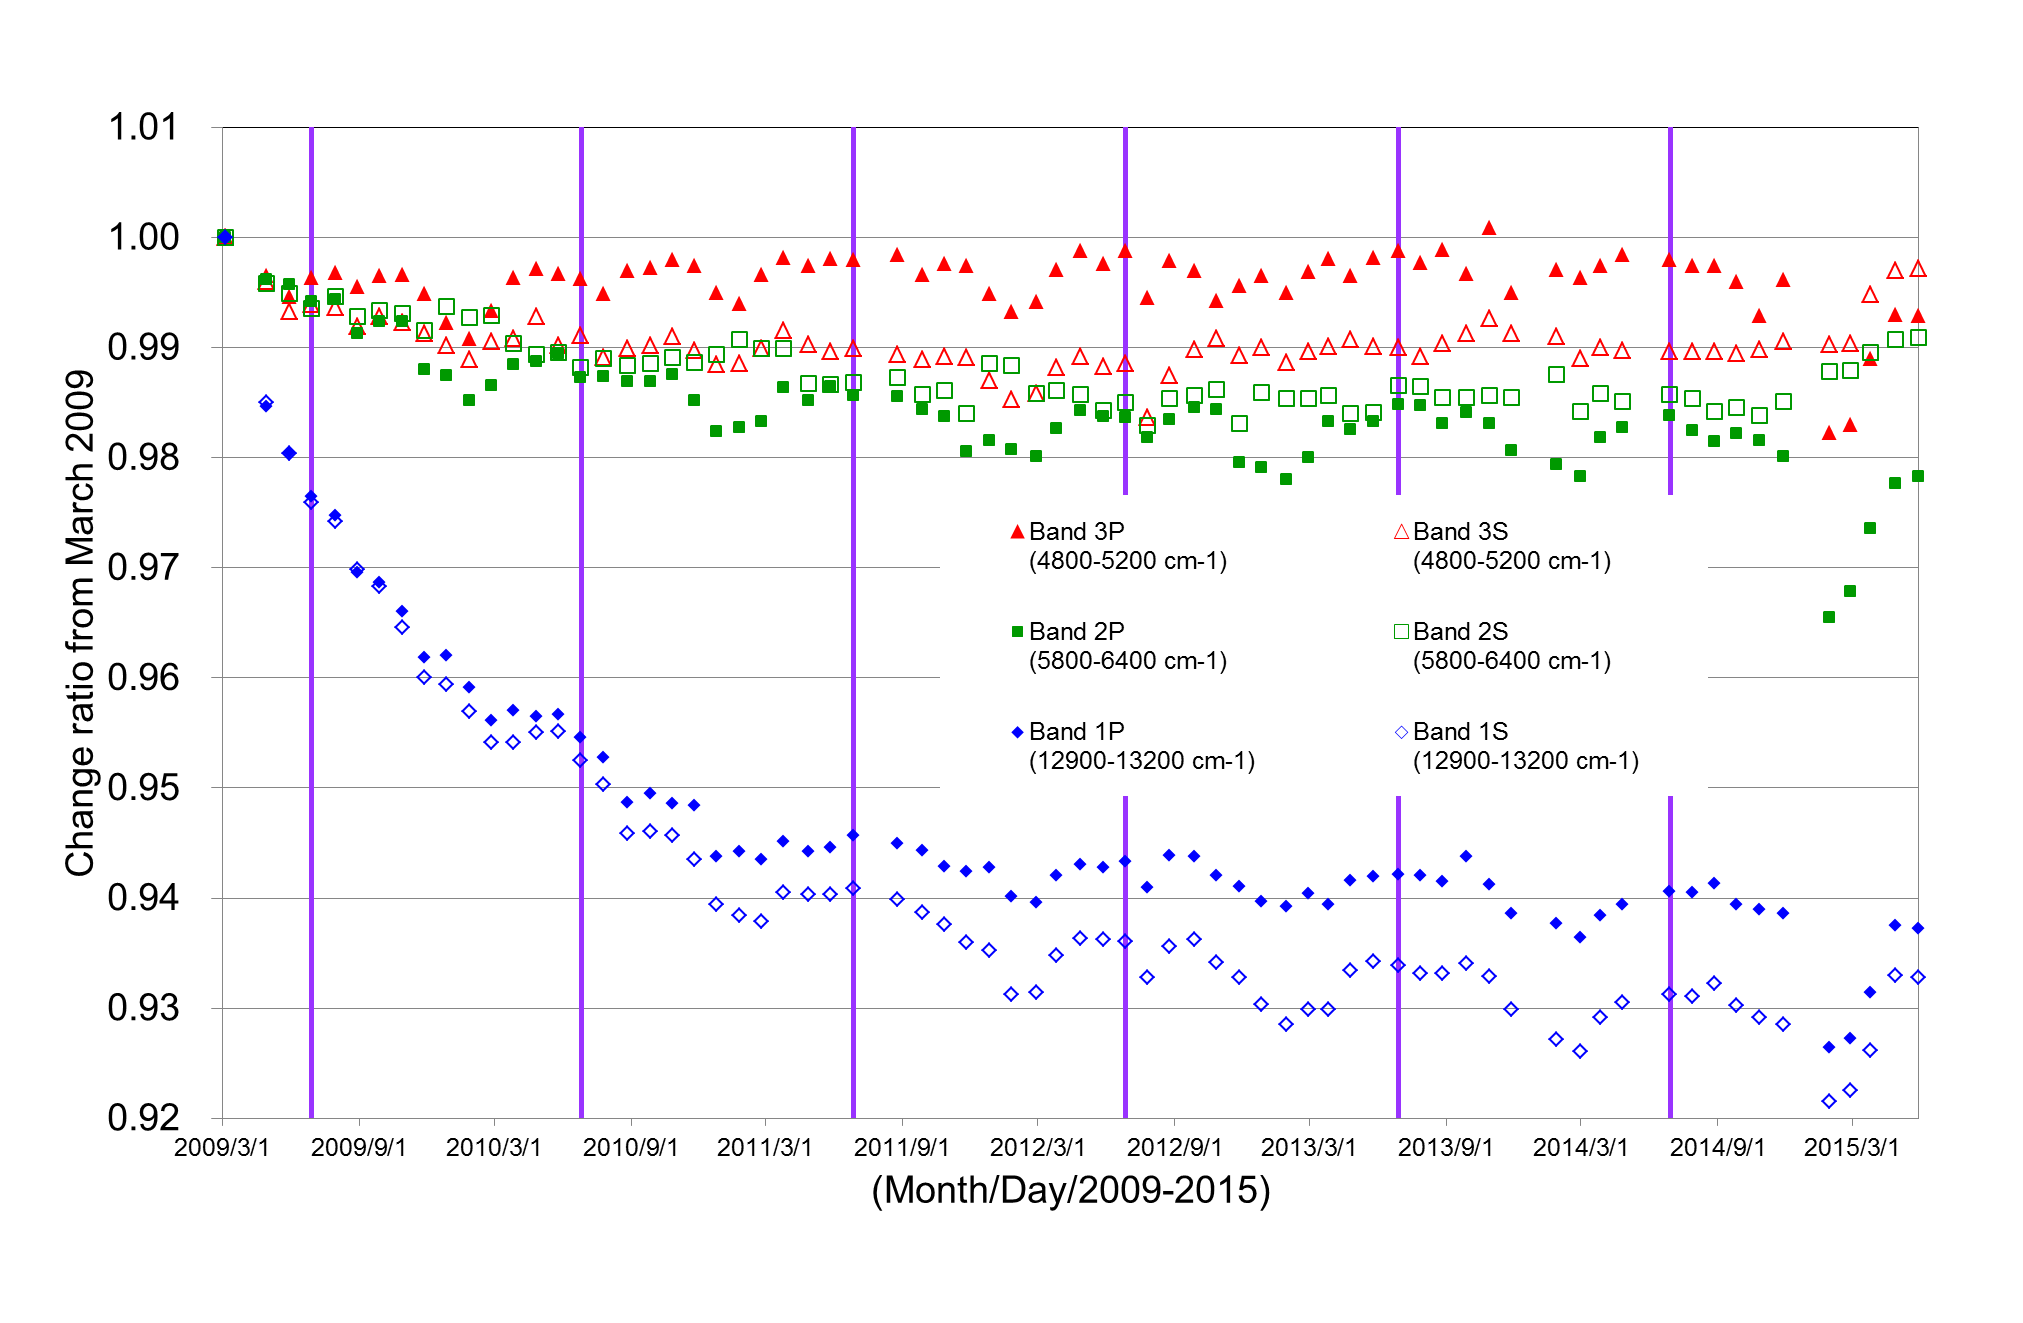 1.01
1.00
0.99
0.98
0.97
0.96
0.95
0.94
0.93
0.92
Change ratio from March 2009
Band 3P
(4800-5200 cm-1)
Band 3S
(4800-5200 cm-1)
Band 2P
(5800-6400 cm-1)
Band 2S
(5800-6400 cm-1)
Band 1P
(12900-13200 cm-1)
Band 1S
(12900-13200 cm-1)
2009/3/1 2009/9/1 2010/3/1 2010/9/1 2011/3/1 2011/9/1 2012/3/1 2012/9/1 2013/3/1 2013/9/1 2014/3/1 2014/9/1 2015/3/1
(Month/Day/2009-2015)